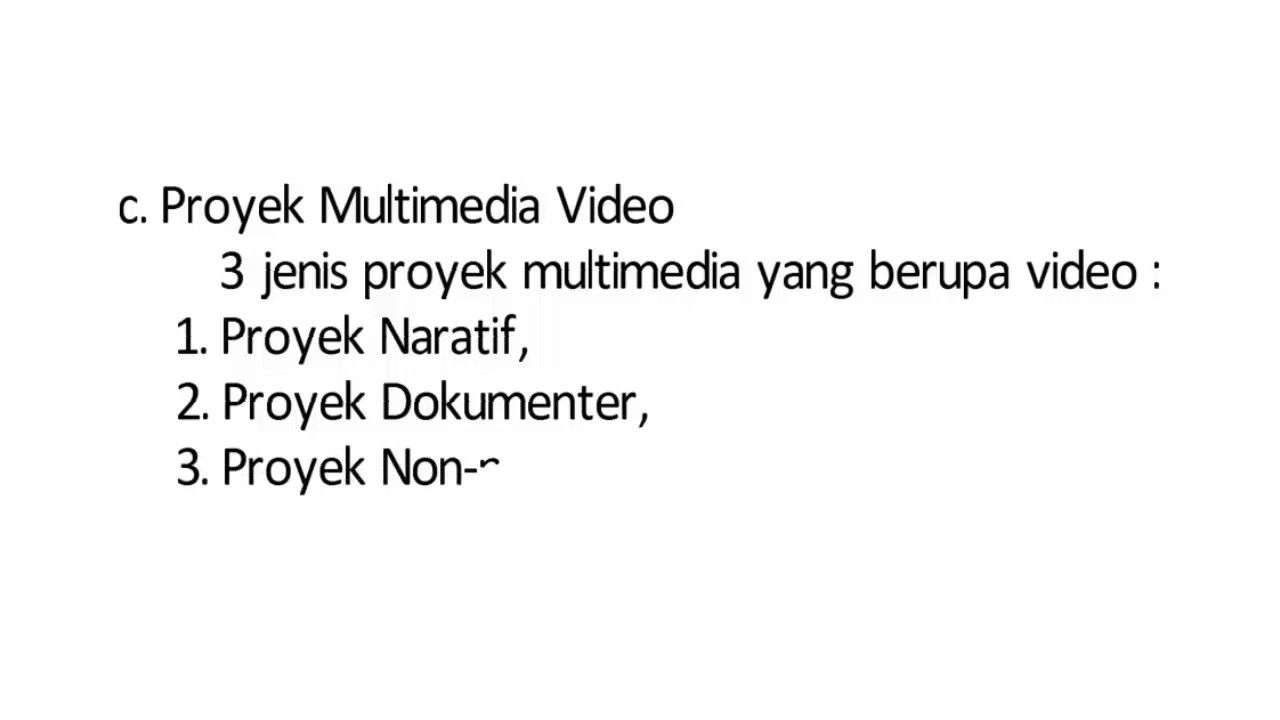 c. Proyek Multimedia Video
3 jenis proyek multimedia yang berupa video :
1. Proyek Naratif,
2. Proyek Dokumenter,
3. Proyek Non-